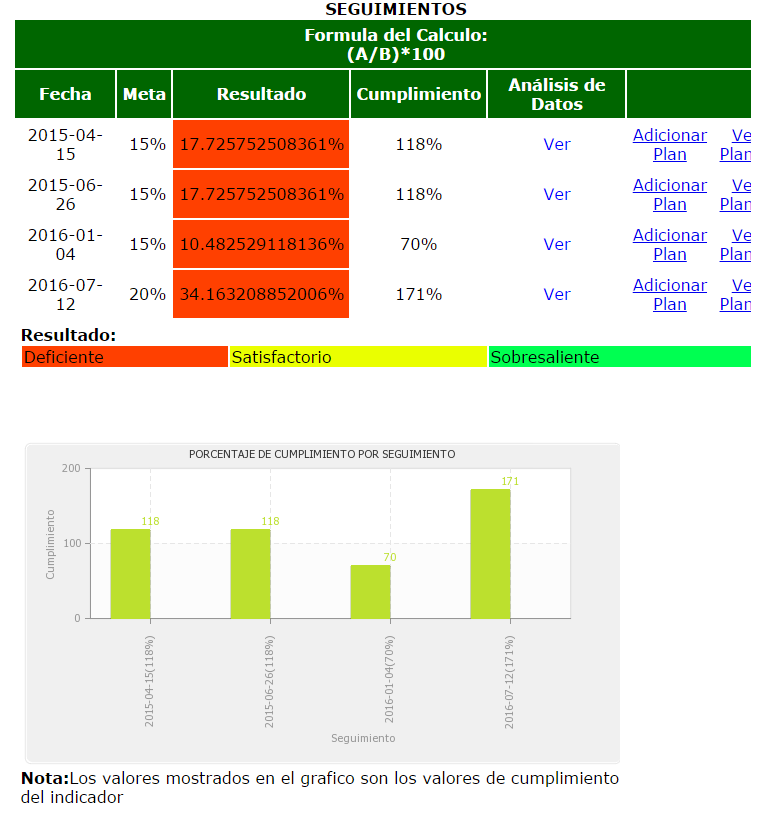 SEGUIMIENTOS
Formula del Calculo:
(A/B)*100
Fecha Meta Resultado Cumplimiento Análisis de Datos
2015-04-15 15% 17.725752508361% 118% Ver Adicionar Plan Ve Plan
2015-06-26 15% 17.725752508361% 118% Ver Adicionar Plan Ve Plan
2016-01-04 15% 10.482529118136% 70% Ver Adicionar Plan Ve Plan
2016-07-12 20% 34.163208852006% 171% Ver Adicionar Plan Ve Plan
Resultado:
Deficiente Satisfactorio Sobresaliente
PORCENTAJE DE CUMPLIMIENTO POR SEGUIMIENTO
200
100
0
Cumplimiento
118
118
70
171
2015-04-15(118%)
2015-06-26(118%)
2016-01-04(70%)
2016-07-12(171%)
Seguimiento
Nota:Los valores mostrados en el grafico son los valores de cumplimiento
del indicador